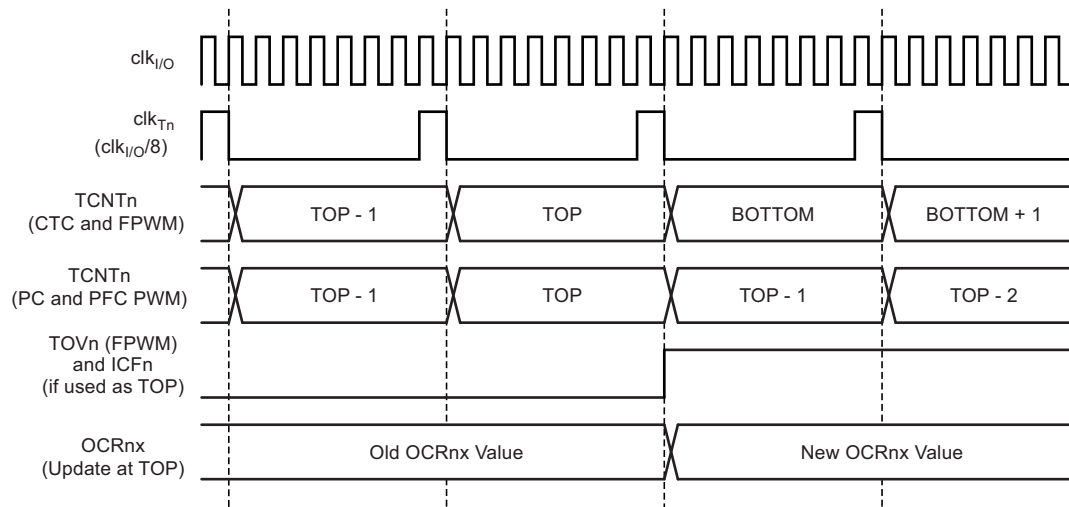 clkI/O
clkTn
(clkI/O/8)
TCNTn
(CTC and FPWM)
TOP - 1
TOP
BOTTOM
BOTTOM + 1
TCNTn
(PC and PFC PWM)
TOP - 1
TOP
TOP - 1
TOP - 2
TOVn (FPWM)
and ICFn
(if used as TOP)
OCRnx
(Update at TOP)
Old OCRnx Value
New OCRnx Value